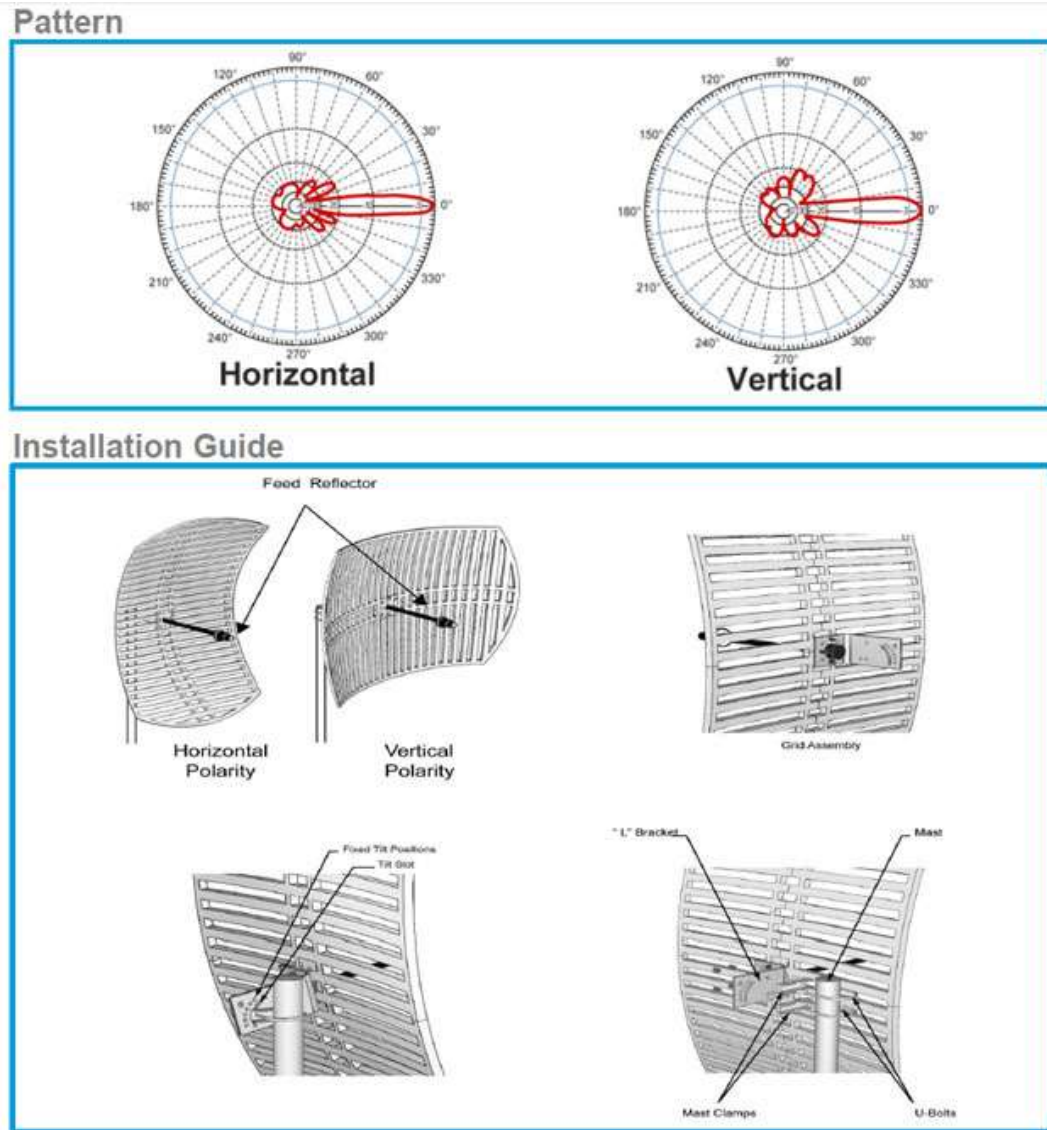 Pattern
90°
120°
60°
150°
30°
180°
0°
210°
330°
240°
300°
270°
Horizontal
90°
120°
60°
150°
30°
180°
0°
210°
330°
240°
300°
270°
Vertical
Installation Guide
Feed Reflector
Horizontal
Polarity
Vertical
Polarity
Grid Assembly
Fixed Tilt Positions
Tilt Slot
" L" Bracket
Mast
Mast Clamps
U-Bolts